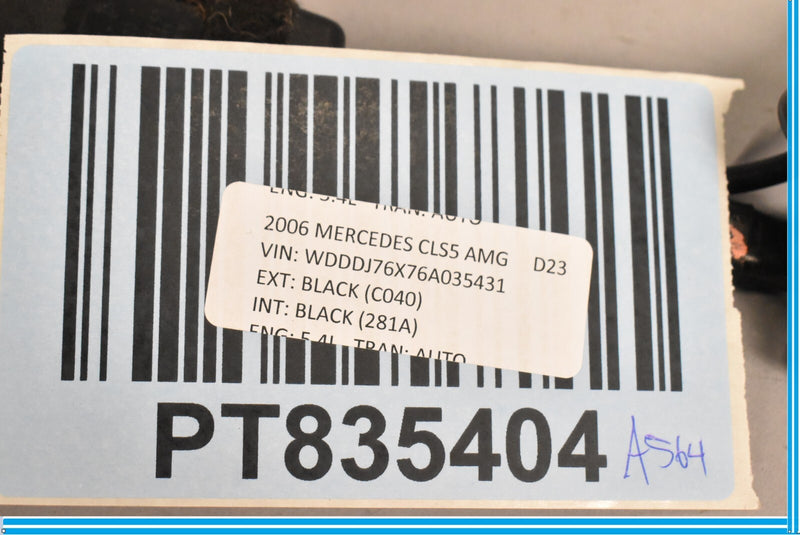 ENG: 5.4L TRAN: AUTO
2006 MERCEDES CLS5 AMG D23
VIN: WDDDJ76X76A035431
EXT: BLACK (C040)
INT: BLACK (281A)
ENG: 5.4L TRAN: AUTO
PT835404 A564